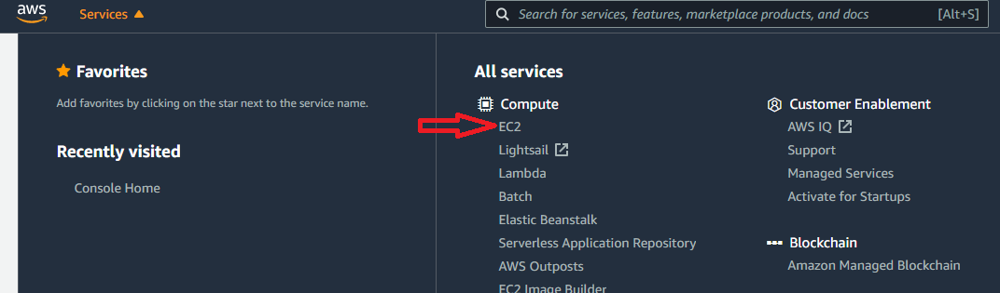 aws
Services
Search for services, features, marketplace products, and docs
[Alt+S]
Favorites
Add favorites by clicking on the star next to the service name.
Recently visited
Console Home
All services
Compute
EC2
Lightsail
Lambda
Batch
Elastic Beanstalk
Serverless Application Repository
AWS Outposts
EC2 Image Builder
Customer Enablement
AWS IQ
Support
Managed Services
Activate for Startups
Blockchain
Amazon Managed Blockchain